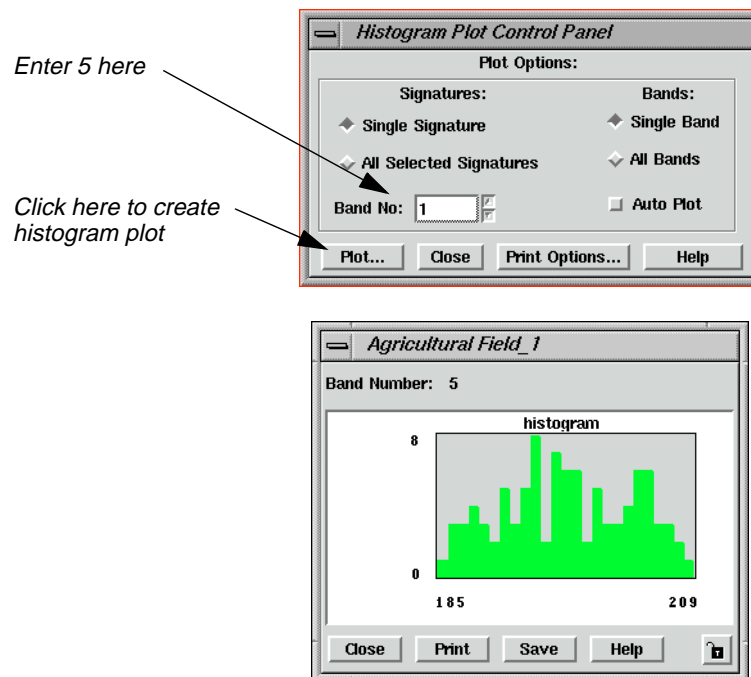 Histogram Plot Control Panel
Enter 5 here
Plot Options:
Signatures: Bands:
Single Signature Single Band
All Selected Signatures All Bands
Click here to create
histogram plot
Band No: 1 Auto Plot
Plot... Close Print Options... Help
Agricultural Field_1
Band Number: 5
histogram
8
0
185 209
Close Print Save Help